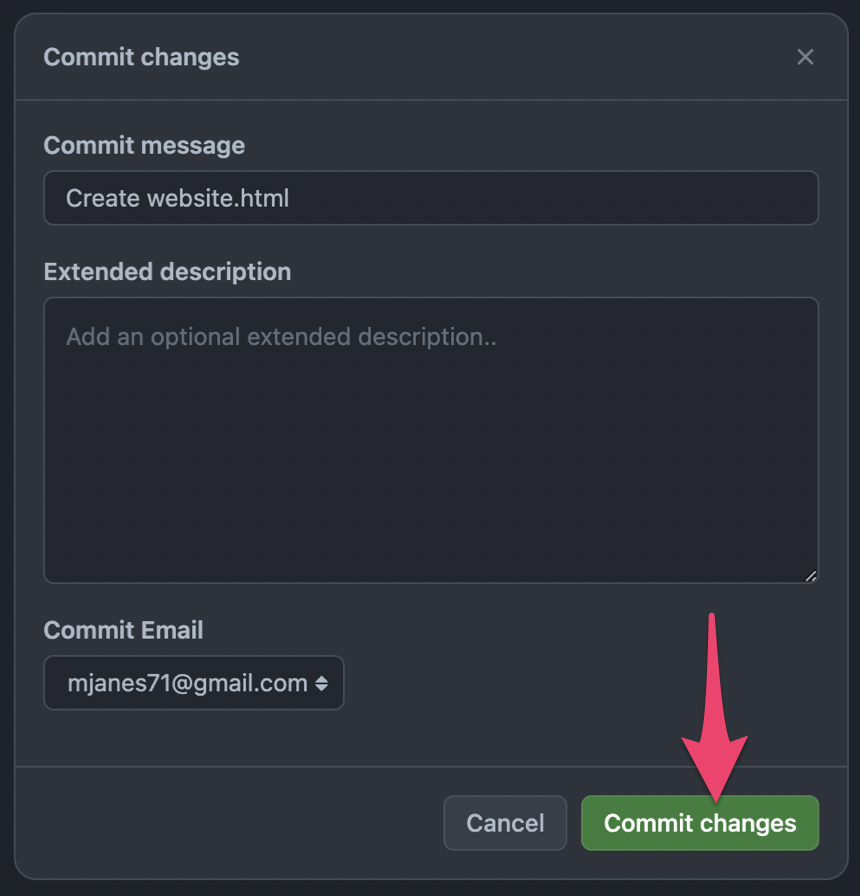 Commit changes
Commit message
Create website.html
Extended description
Add an optional extended description..
Commit Email
mjanes71@gmail.com
Cancel
Commit changes